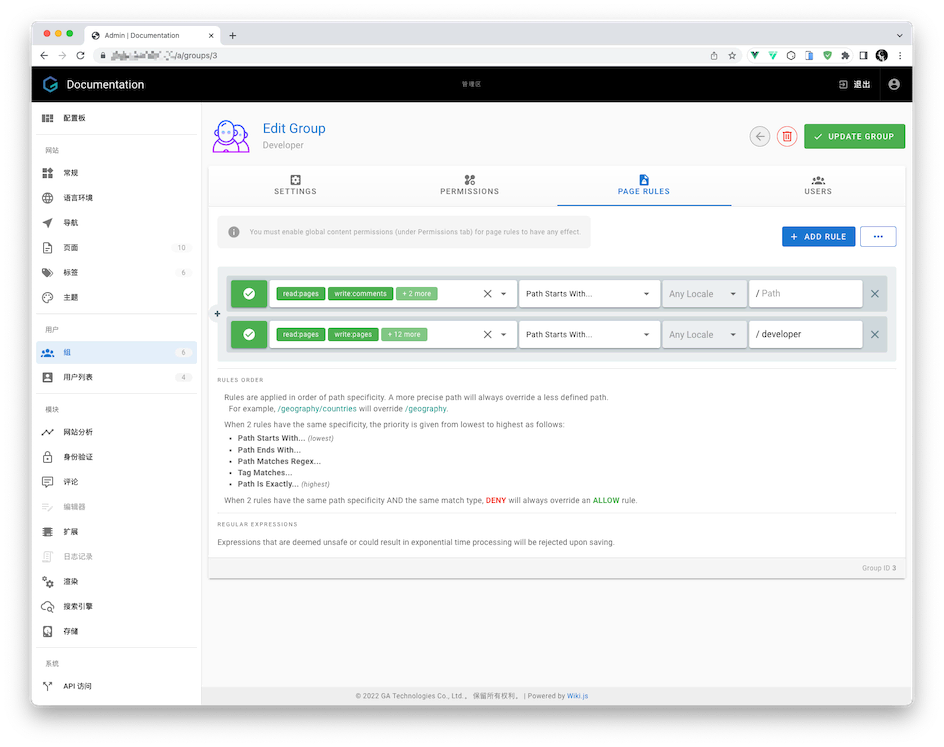 Admin | Documentation
/a/groups/3
Documentation
管理区
退出
配置板
网站
常规
语言环境
导航
页面 10
标签 6
主题
用户
组 6
用户列表 4
模块
网站分析
身份验证
评论
编辑器
扩展
日志记录
渲染
搜索引擎
存储
系统
API 访问
Edit Group
Developer
UPDATE GROUP
SETTINGS PERMISSIONS PAGE RULES USERS
You must enable global content permissions (under Permissions tab) for page rules to have any effect.
+ ADD RULE ...
read:pages write:comments + 2 more Path Starts With... Any Locale / Path
read:pages write:pages + 12 more Path Starts With... Any Locale / developer
RULES ORDER
Rules are applied in order of path specificity. A more precise path will always override a less defined path.
For example, /geography/countries will override /geography.
When 2 rules have the same specificity, the priority is given from lowest to highest as follows:
• Path Starts With... (lowest)
• Path Ends With...
• Path Matches Regex...
• Tag Matches...
• Path Is Exactly... (highest)
When 2 rules have the same path specificity AND the same match type, DENY will always override an ALLOW rule.
REGULAR EXPRESSIONS
Expressions that are deemed unsafe or could result in exponential time processing will be rejected upon saving.
Group ID 3
© 2022 GA Technologies Co., Ltd.。 保留所有权利。 | Powered by Wiki.js